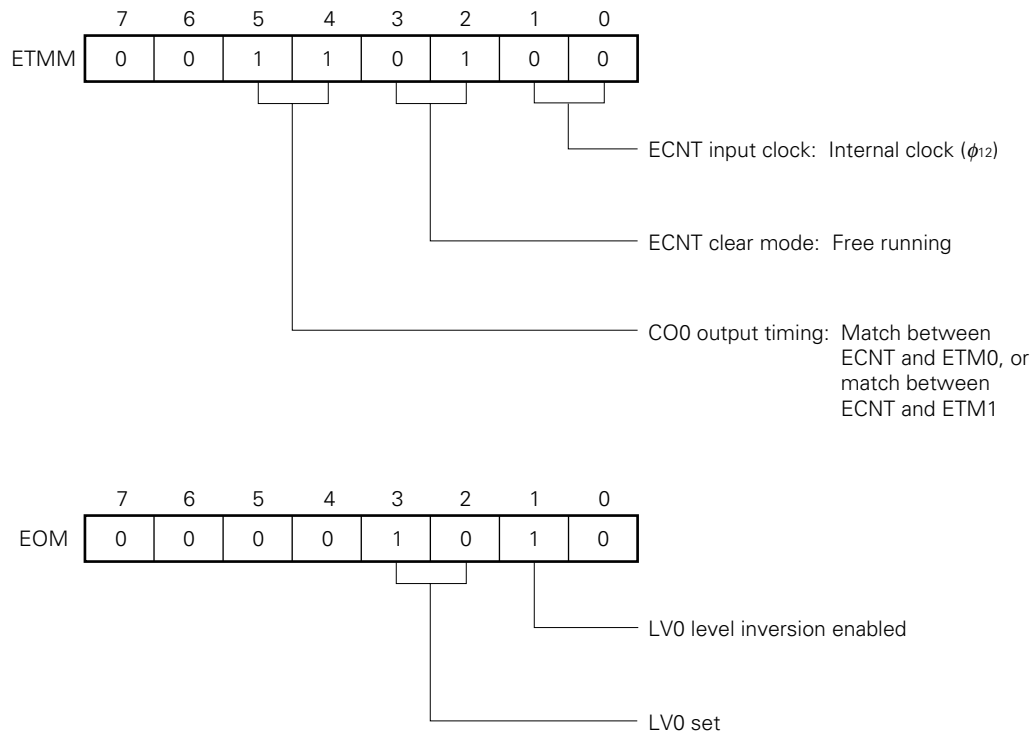 7 6 5 4 3 2 1 0
ETMM 0 0 1 1 0 1 0 0
ECNT input clock: Internal clock (ϕ12)
ECNT clear mode: Free running
CO0 output timing: Match between
ECNT and ETM0, or
match between
ECNT and ETM1
7 6 5 4 3 2 1 0
EOM 0 0 0 0 1 0 1 0
LV0 level inversion enabled
LV0 set